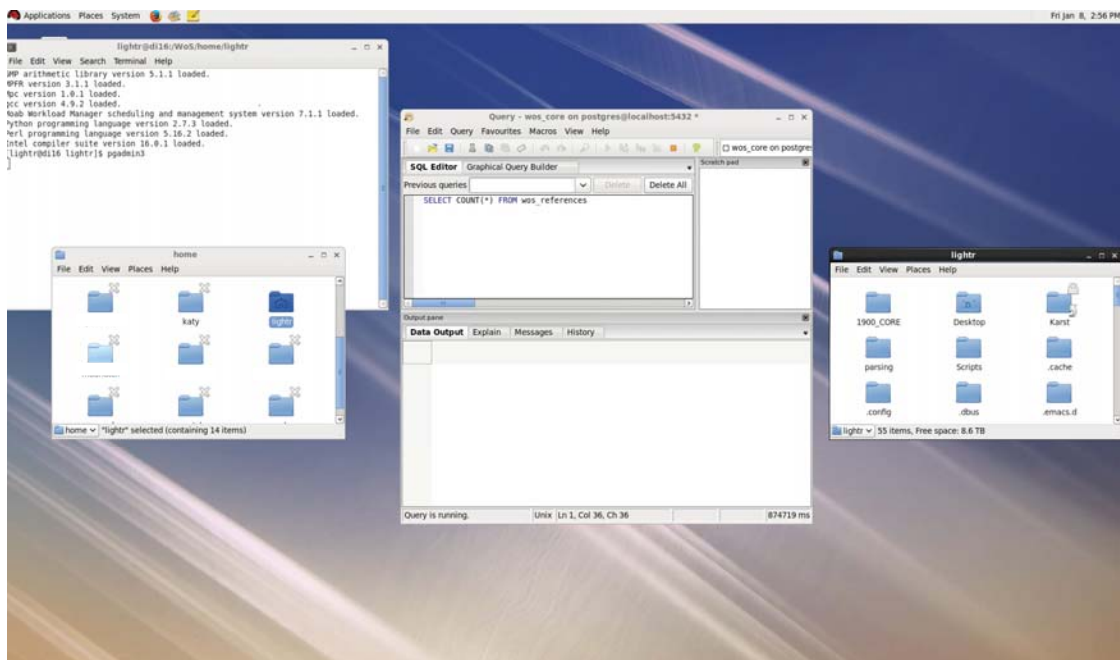 Applications Places System
Fri Jan 8, 2:56 PM
lightr@di16:/WoS/home/lightr
File Edit View Search Terminal Help
GMP arithmetic library version 5.1.1 loaded.
MPFR version 3.1.1 loaded.
Mpc version 1.0.1 loaded.
gcc version 4.9.2 loaded.
Moab Workload Manager scheduling and management system version 7.1.1 loaded.
Python programming language version 2.7.3 loaded.
Perl programming language version 5.16.2 loaded.
Intel compiler suite version 16.0.1 loaded.
[lightr@di16 lightr]$ pgadmin3
home
File Edit View Places Help
katy
lightr
home "lightr" selected (containing 14 items)
Query - wos_core on postgres@localhost:5432 *
File Edit Query Favourites Macros View Help
wos_core on postgres
SQL Editor Graphical Query Builder
Scratch pad
Previous queries Delete Delete All
SELECT COUNT(*) FROM wos_references
Output pane
Data Output Explain Messages History
Query is running. Unix Ln 1, Col 36, Ch 36 874719 ms
lightr
File Edit View Places Help
1900_CORE Desktop Karst
parsing Scripts .cache
.config .dbus .emacs.d
lightr 55 items, Free space: 8.6 TB